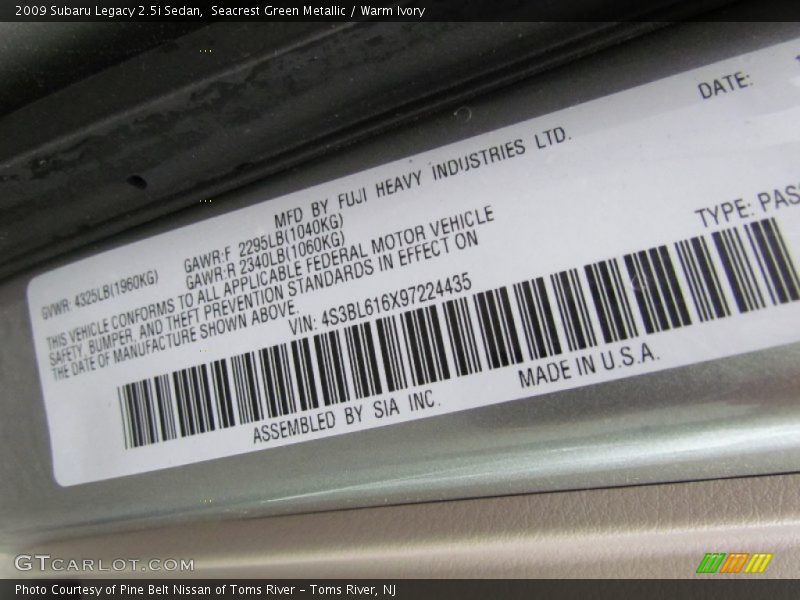 2009 Subaru Legacy 2.5i Sedan,  Seacrest Green Metallic / Warm Ivory
DATE:
MFD BY FUJI HEAVY INDUSTRIES LTD.
GVWR: 4325LB(1960KG)
GAWR:F 2295LB(1040KG)
GAWR:R 2340LB(1060KG)
THIS VEHICLE CONFORMS TO ALL APPLICABLE FEDERAL MOTOR VEHICLE
SAFETY, BUMPER, AND THEFT PREVENTION STANDARDS IN EFFECT ON
THE DATE OF MANUFACTURE SHOWN ABOVE.
VIN: 4S3BL616X97224435
TYPE: PAS
ASSEMBLED BY SIA INC.
MADE IN U.S.A.
GTCARLOT.COM
Photo Courtesy of Pine Belt Nissan of Toms River – Toms River, NJ